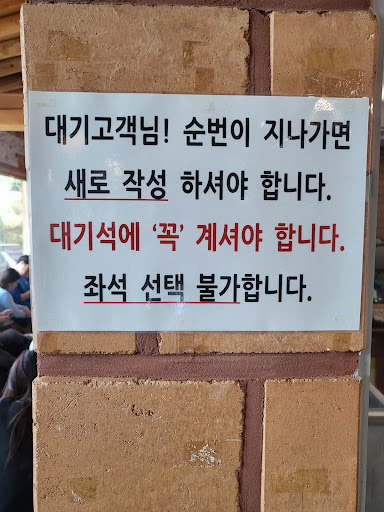 대기고객님! 순번이 지나가면
새로 작성 하셔야 합니다.
대기석에 '꼭' 계셔야 합니다.
좌석 선택 불가합니다.